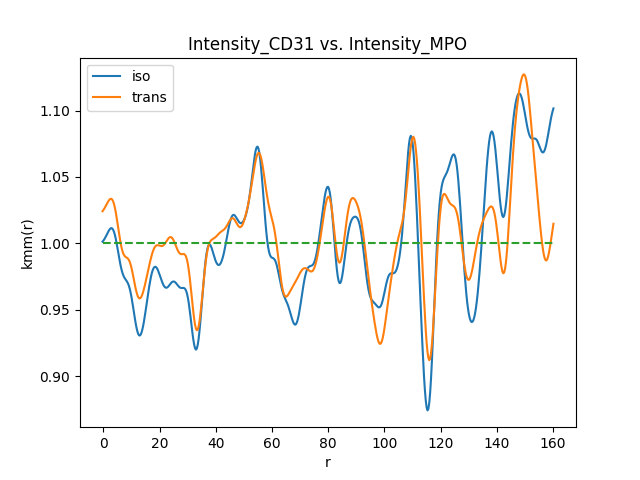 Intensity_CD31 vs. Intensity_MPO
iso
trans
1.10
1.05
1.00
0.95
0.90
kmm(r)
0 20 40 60 80 100 120 140 160
r